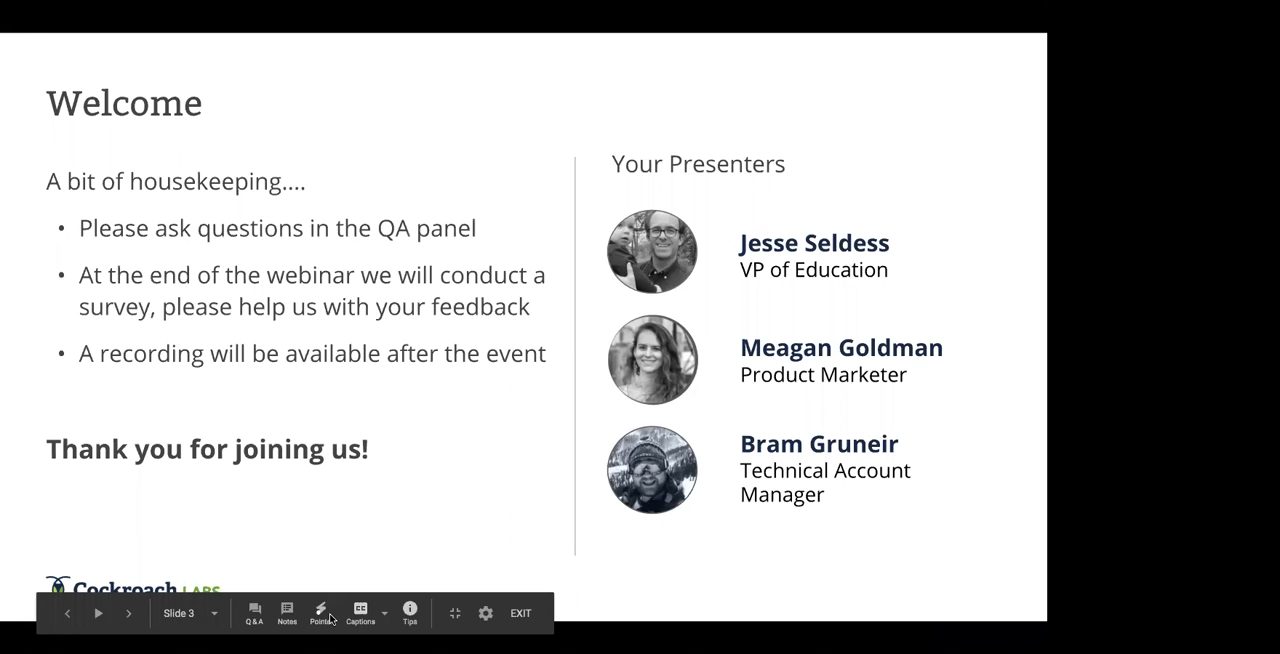 Welcome
A bit of housekeeping....
• Please ask questions in the QA panel
• At the end of the webinar we will conduct a
survey, please help us with your feedback
• A recording will be available after the event
Thank you for joining us!
Your Presenters
Jesse Seldess
VP of Education
Meagan Goldman
Product Marketer
Bram Gruneir
Technical Account
Manager
Cockroach LABS
Slide 3
Q & A
Notes
Captions
Tips
EXIT